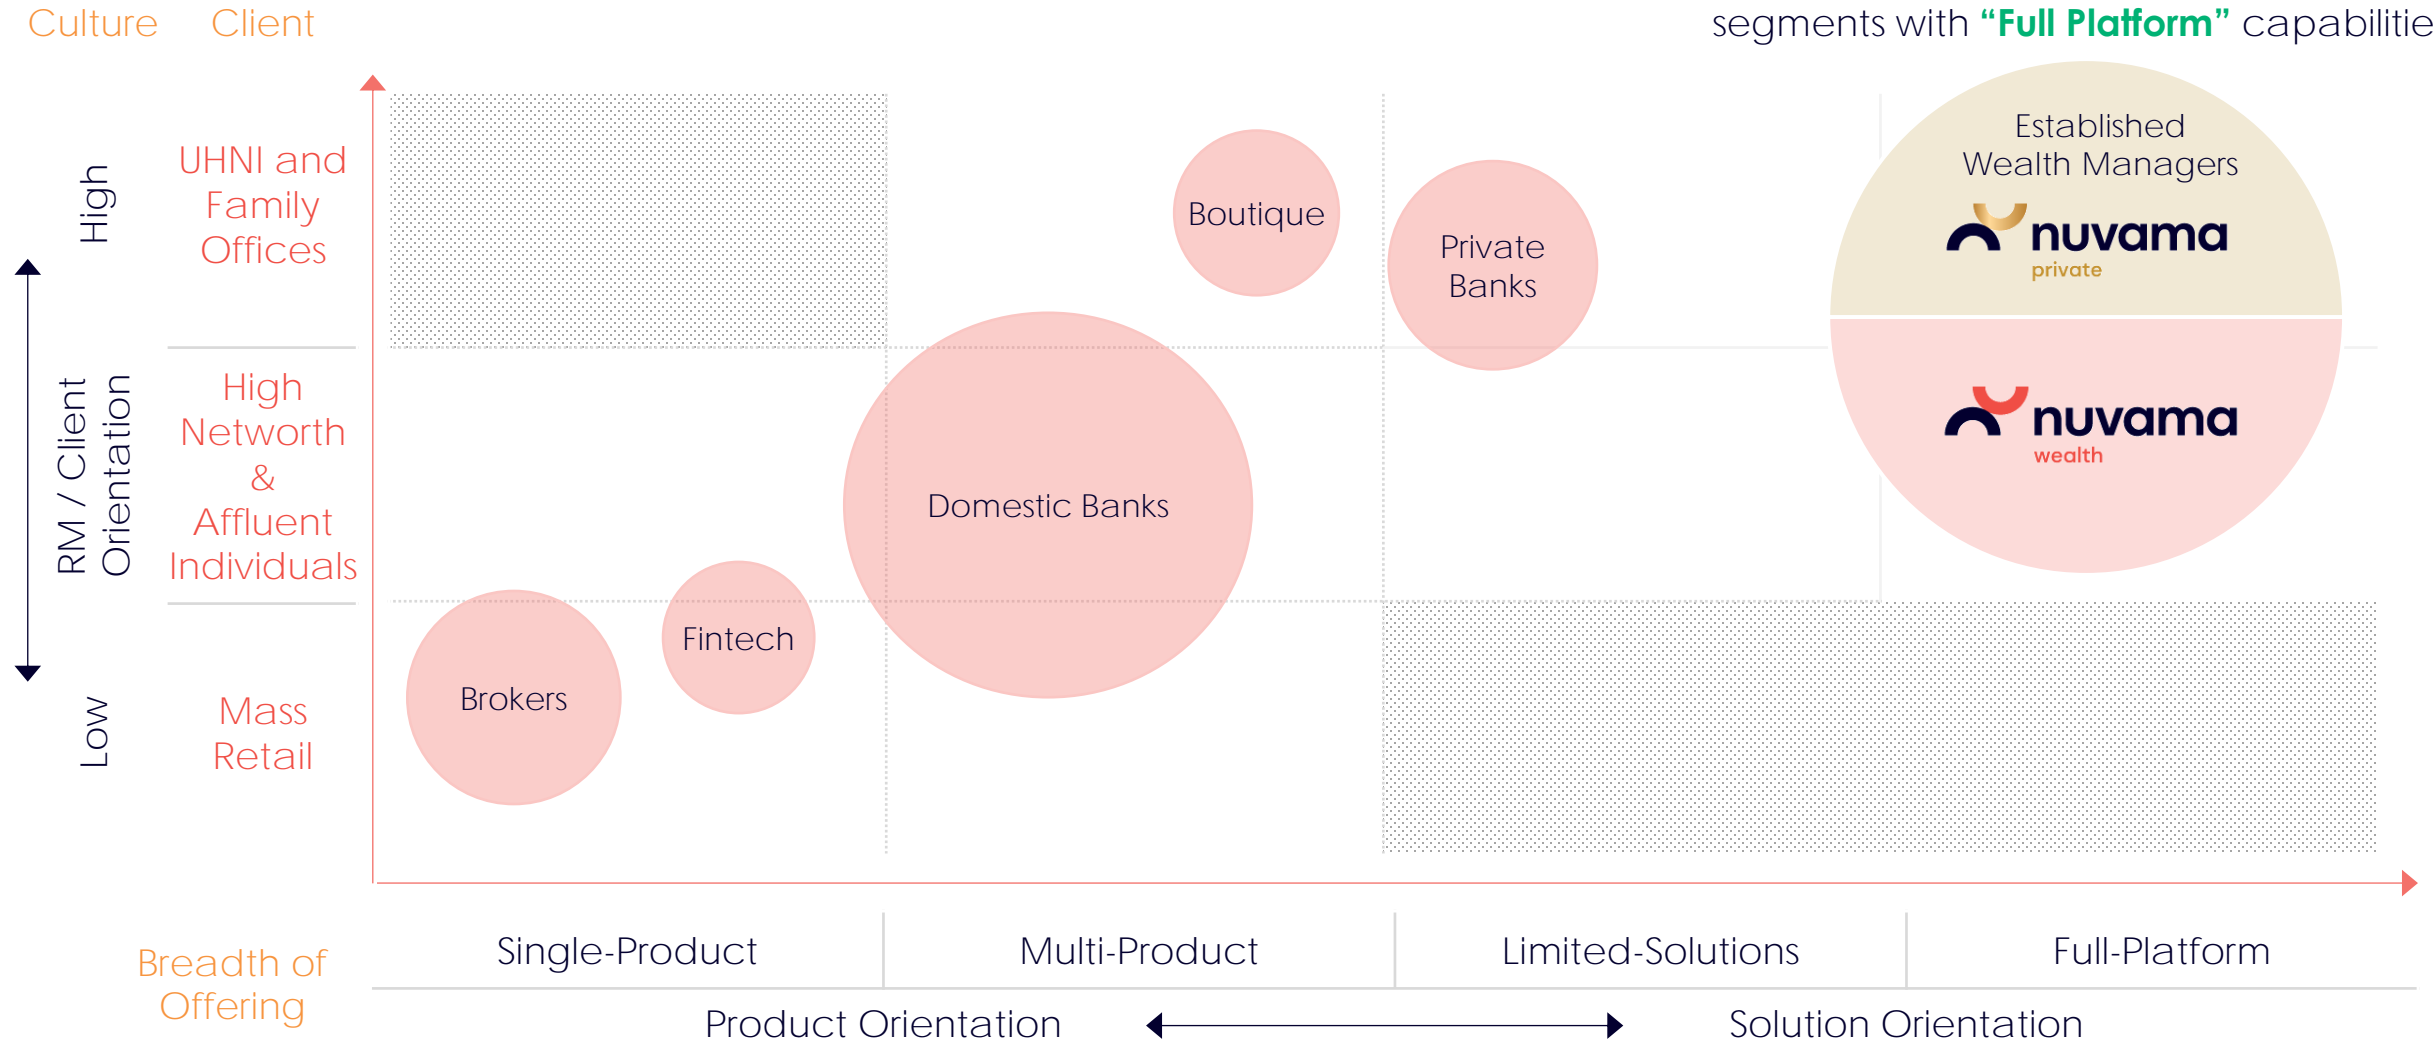 Culture Client
segments with “Full Platform” capabilitie
High
UHNI and
Family
Offices
Boutique
Private
Banks
Established
Wealth Managers
nuvama
private
RM / Client
Orientation
High
Networth
&
Affluent
Individuals
Domestic Banks
nuvama
wealth
Low
Mass
Retail
Brokers
Fintech
Breadth of
Offering
Single-Product
Multi-Product
Limited-Solutions
Full-Platform
Product Orientation
Solution Orientation